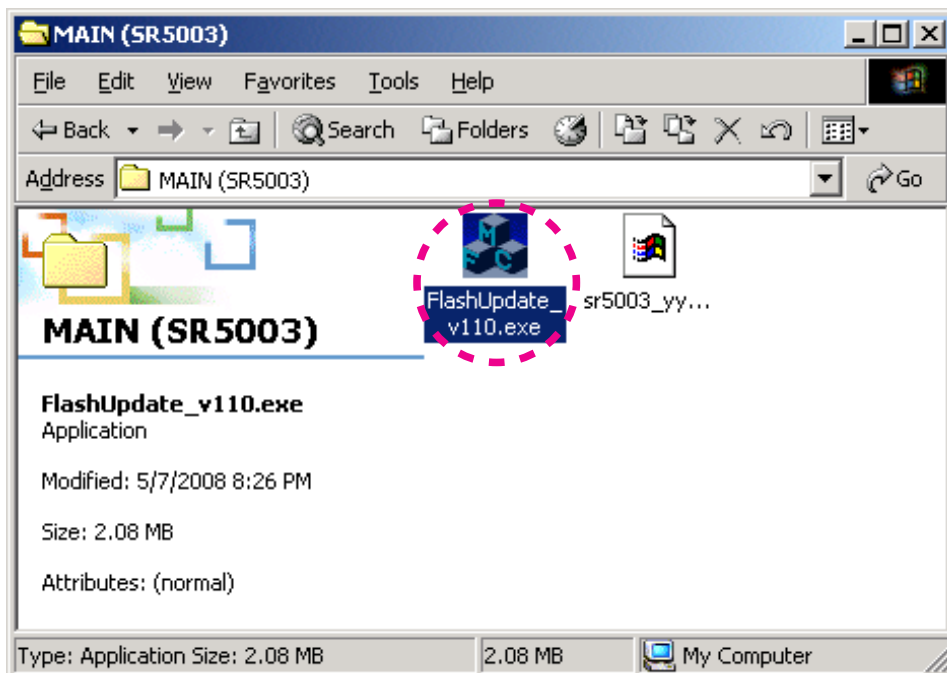 MAIN (SR5003)
File Edit View Favorites Tools Help
Back Search Folders
Address MAIN (SR5003) Go
M F C
FlashUpdate_v110.exe
sr5003_yy...
MAIN (SR5003)
FlashUpdate_v110.exe
Application
Modified: 5/7/2008 8:26 PM
Size: 2.08 MB
Attributes: (normal)
Type: Application Size: 2.08 MB 2.08 MB My Computer